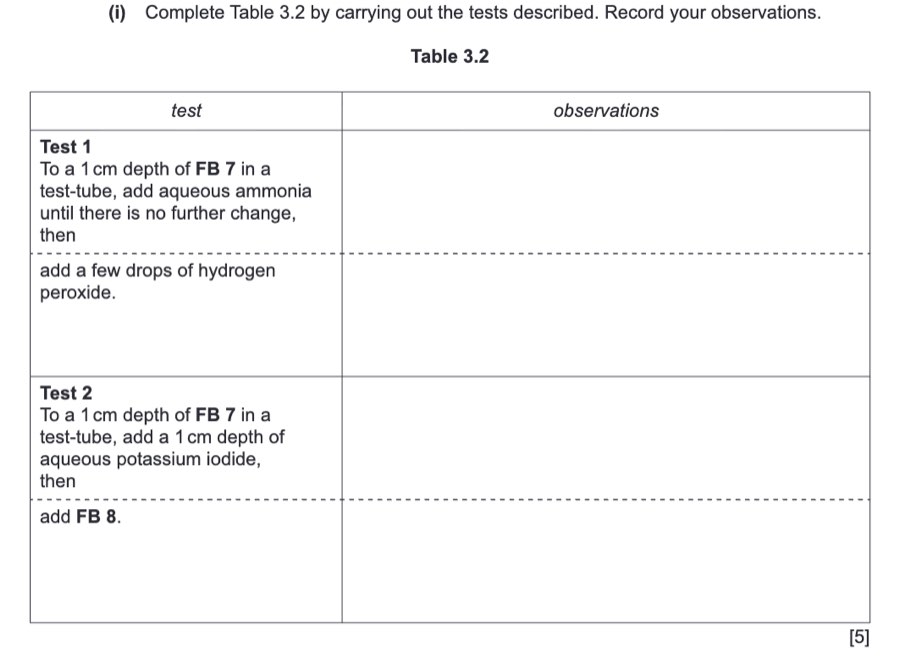 (i) Complete Table 3.2 by carrying out the tests described. Record your observations.
Table 3.2
test
observations
Test 1
To a 1 cm depth of FB 7 in a
test-tube, add aqueous ammonia
until there is no further change,
then
add a few drops of hydrogen
peroxide.
Test 2
To a 1 cm depth of FB 7 in a
test-tube, add a 1 cm depth of
aqueous potassium iodide,
then
add FB 8.
[5]